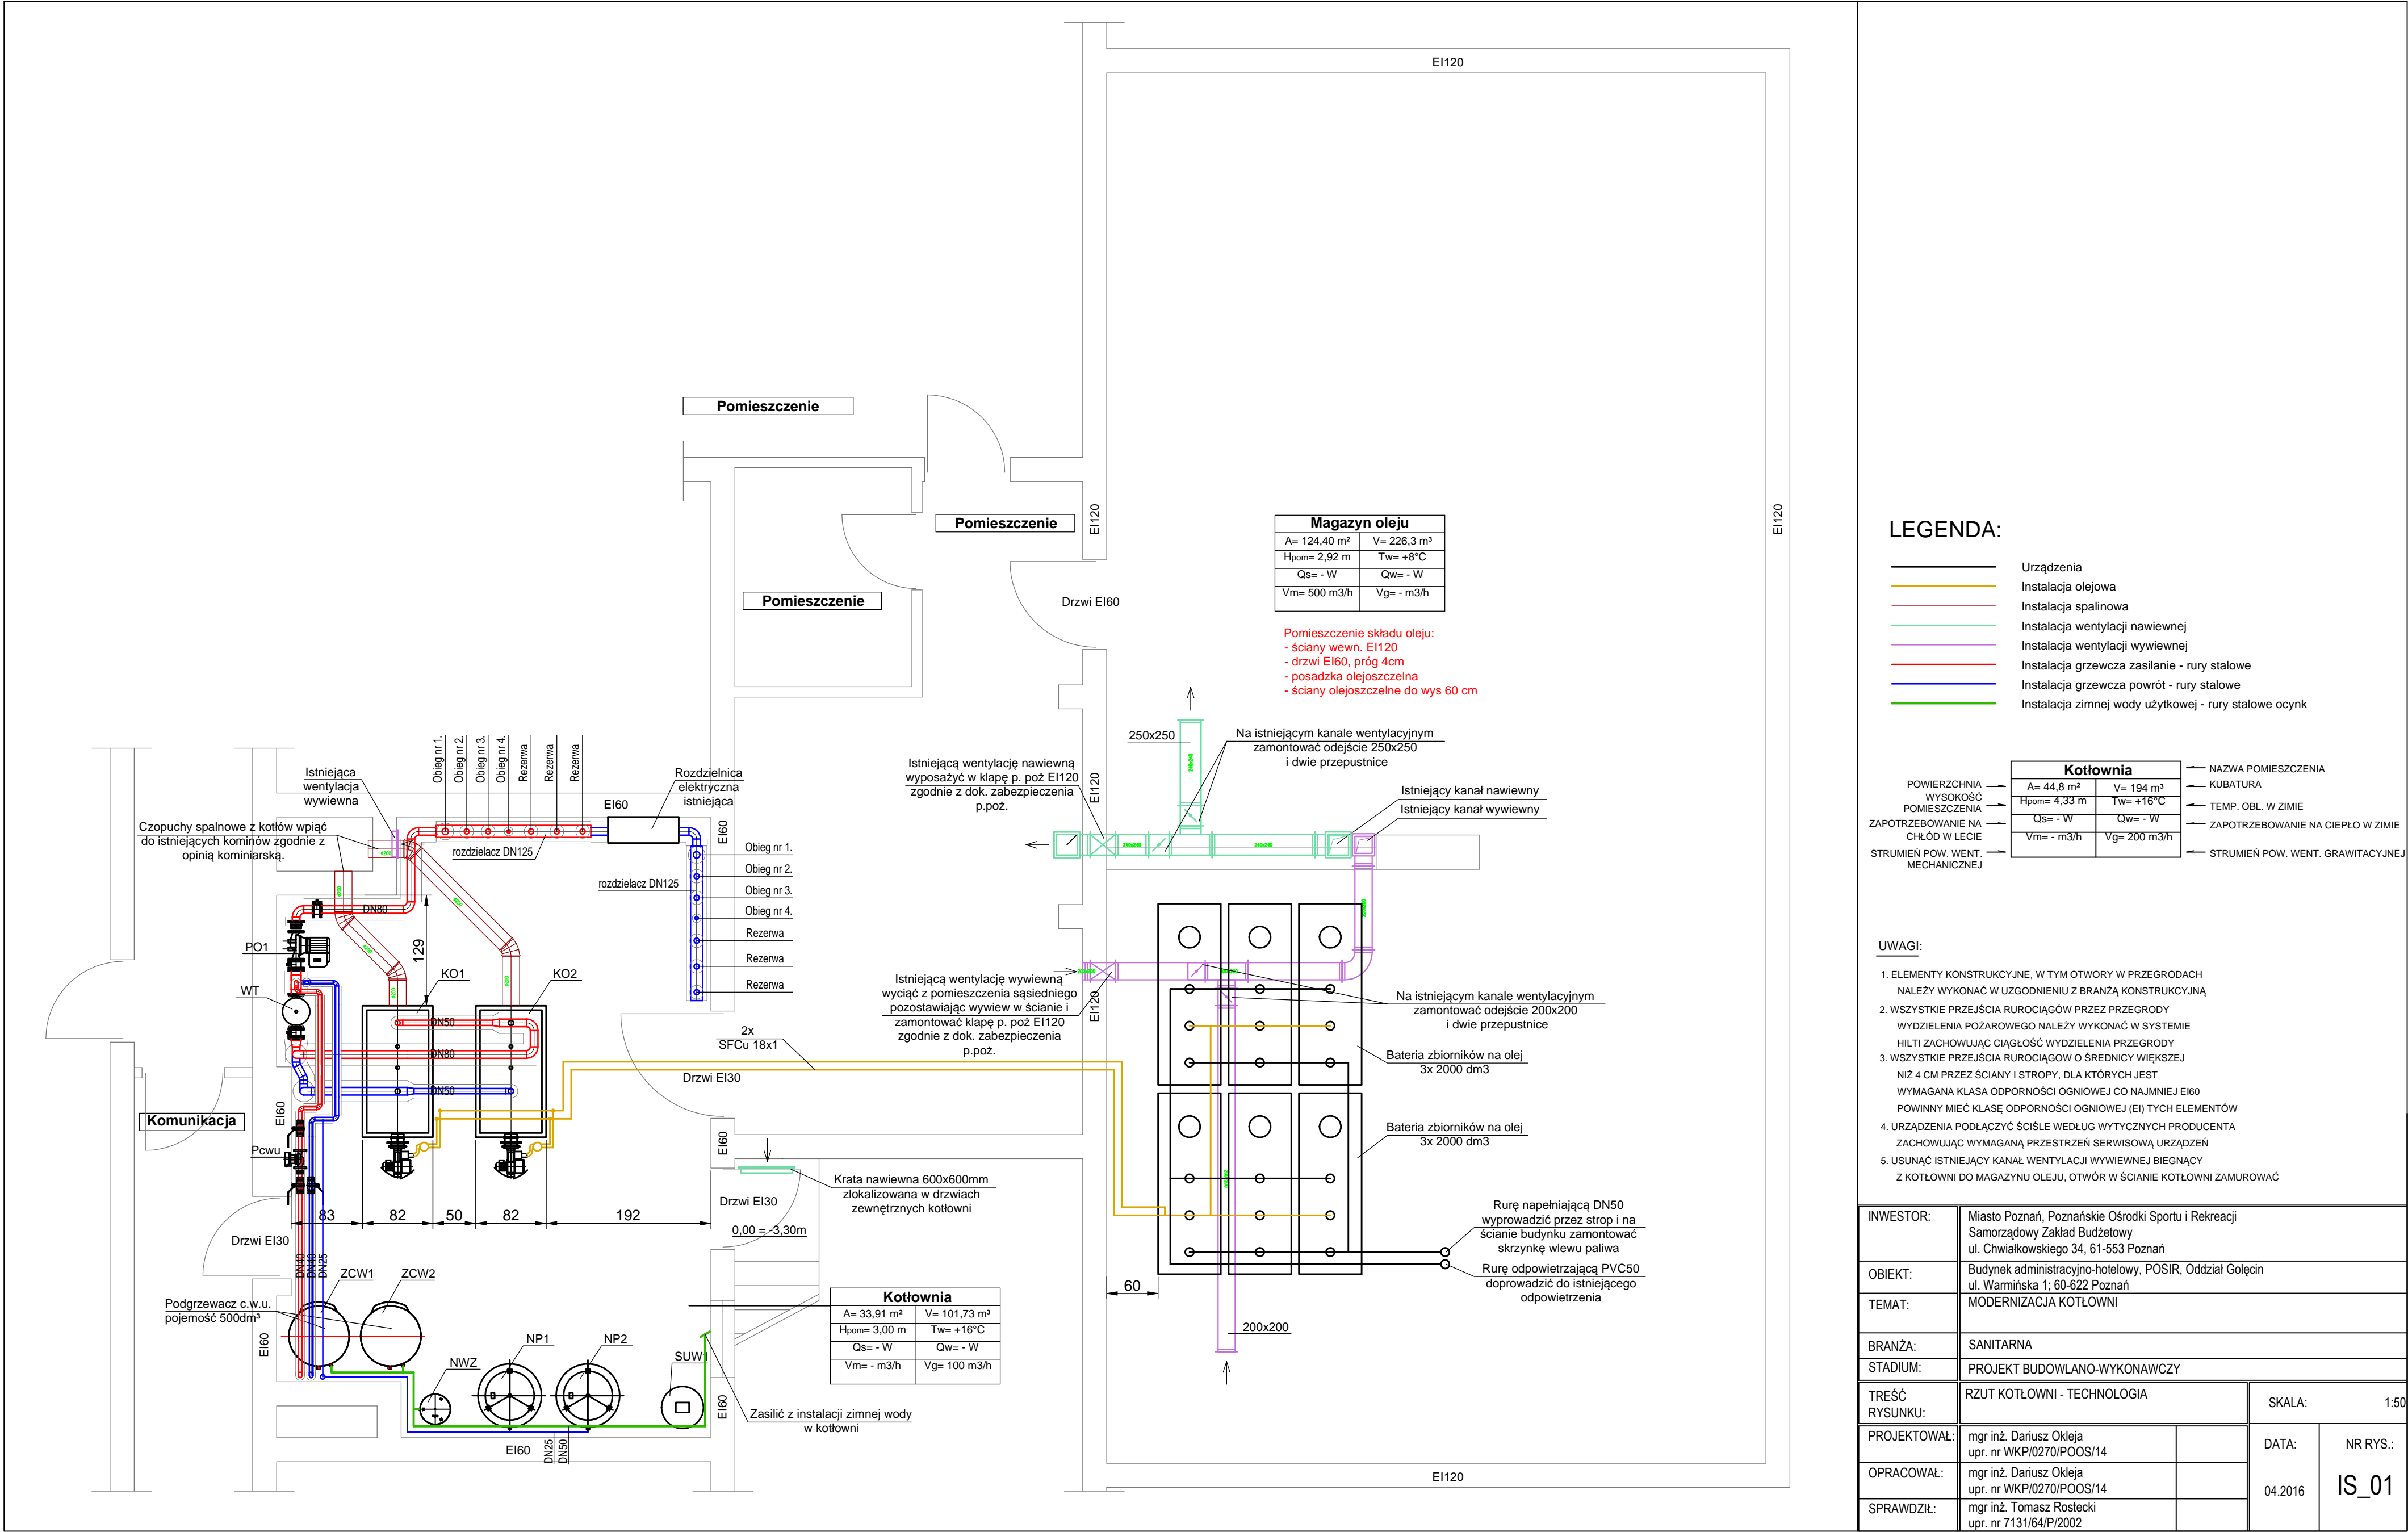 EI120
Pomieszczenie
Pomieszczenie
Pomieszczenie
EI120
EI120
Drzwi EI60
Magazyn oleju
A= 124,40 m² V= 226,3 m³
Hpom= 2,92 m Tw= +8°C
Qs= - W Qw= - W
Vm= 500 m3/h Vg= - m3/h
Pomieszczenie składu oleju:
- ściany wewn. EI120
- drzwi EI60, próg 4cm
- posadzka olejoszczelna
- ściany olejoszczelne do wys 60 cm
250x250
Na istniejącym kanale wentylacyjnym
zamontować odejście 250x250
i dwie przepustnice
Istniejącą wentylację nawiewną
wyposażyć w klapę p. poż EI120
zgodnie z dok. zabezpieczenia
p.poż.
EI120
240x240
240x240
240x240
Istniejący kanał nawiewny
Istniejący kanał wywiewny
Obieg nr 1.
Obieg nr 2.
Obieg nr 3.
Obieg nr 4.
Rezerwa
Rezerwa
Rezerwa
Istniejąca
wentylacja
wywiewna
Rozdzielnica
elektryczna
istniejąca
EI60
EI60
Czopuchy spalnowe z kotłów wpiąć
do istniejących kominów zgodnie z
opinią kominiarską.
rozdzielacz DN125
rozdzielacz DN125
Obieg nr 1.
Obieg nr 2.
Obieg nr 3.
Obieg nr 4.
Rezerwa
Rezerwa
Rezerwa
DN80
129
PO1
WT
KO1
KO2
DN50
DN80
DN50
Istniejącą wentylację wywiewną
wyciąć z pomieszczenia sąsiedniego
pozostawiając wywiew w ścianie i
zamontować klapę p. poż EI120
zgodnie z dok. zabezpieczenia
p.poż.
EI120
Na istniejącym kanale wentylacyjnym
zamontować odejście 200x200
i dwie przepustnice
2x
SFCu 18x1
Drzwi EI30
Bateria zbiorników na olej
3x 2000 dm3
Bateria zbiorników na olej
3x 2000 dm3
Komunikacja
EI60
Pcwu
EI60
Krata nawiewna 600x600mm
zlokalizowana w drzwiach
zewnętrznych kotłowni
Drzwi EI30
0,00 = -3,30m
83
82
50
82
192
Drzwi EI30
DN40
DN40
DN25
ZCW1
ZCW2
Podgrzewacz c.w.u.
pojemość 500dm³
EI60
NWZ
NP1
NP2
SUW1
EI60
EI60
DN25
DN50
Zasilić z instalacji zimnej wody
w kotłowni
Kotłownia
A= 33,91 m² V= 101,73 m³
Hpom= 3,00 m Tw= +16°C
Qs= - W Qw= - W
Vm= - m3/h Vg= 100 m3/h
60
200x200
Rurę napełniającą DN50
wyprowadzić przez strop i na
ścianie budynku zamontować
skrzynkę wlewu paliwa
Rurę odpowietrzającą PVC50
doprowadzić do istniejącego
odpowietrzenia
EI120
LEGENDA:
Urządzenia
Instalacja olejowa
Instalacja spalinowa
Instalacja wentylacji nawiewnej
Instalacja wentylacji wywiewnej
Instalacja grzewcza zasilanie - rury stalowe
Instalacja grzewcza powrót - rury stalowe
Instalacja zimnej wody użytkowej - rury stalowe ocynk
POWIERZCHNIA
WYSOKOŚĆ
POMIESZCZENIA
ZAPOTRZEBOWANIE NA
CHŁÓD W LECIE
STRUMIEŃ POW. WENT.
MECHANICZNEJ
Kotłownia
A= 44,8 m² V= 194 m³
Hpom= 4,33 m Tw= +16°C
Qs= - W Qw= - W
Vm= - m3/h Vg= 200 m3/h
NAZWA POMIESZCZENIA
KUBATURA
TEMP. OBL. W ZIMIE
ZAPOTRZEBOWANIE NA CIEPŁO W ZIMIE
STRUMIEŃ POW. WENT. GRAWITACYJNEJ
UWAGI:
1. ELEMENTY KONSTRUKCYJNE, W TYM OTWORY W PRZEGRODACH
NALEŻY WYKONAĆ W UZGODNIENIU Z BRANŻĄ KONSTRUKCYJNĄ
2. WSZYSTKIE PRZEJŚCIA RUROCIĄGÓW PRZEZ PRZEGRODY
WYDZIELENIA POŻAROWEGO NALEŻY WYKONAĆ W SYSTEMIE
HILTI ZACHOWUJĄC CIĄGŁOŚĆ WYDZIELENIA PRZEGRODY
3. WSZYSTKIE PRZEJŚCIA RUROCIĄGOW O ŚREDNICY WIĘKSZEJ
NIŻ 4 CM PRZEZ ŚCIANY I STROPY, DLA KTÓRYCH JEST
WYMAGANA KLASA ODPORNOŚCI OGNIOWEJ CO NAJMNIEJ EI60
POWINNY MIEĆ KLASĘ ODPORNOŚCI OGNIOWEJ (EI) TYCH ELEMENTÓW
4. URZĄDZENIA PODŁĄCZYĆ ŚCIŚLE WEDŁUG WYTYCZNYCH PRODUCENTA
ZACHOWUJĄC WYMAGANĄ PRZESTRZEŃ SERWISOWĄ URZĄDZEŃ
5. USUNĄĆ ISTNIEJĄCY KANAŁ WENTYLACJI WYWIEWNEJ BIEGNĄCY
Z KOTŁOWNI DO MAGAZYNU OLEJU, OTWÓR W ŚCIANIE KOTŁOWNI ZAMUROWAĆ
INWESTOR: Miasto Poznań, Poznańskie Ośrodki Sportu i Rekreacji
Samorządowy Zakład Budżetowy
ul. Chwiałkowskiego 34, 61-553 Poznań
OBIEKT: Budynek administracyjno-hotelowy, POSIR, Oddział Golęcin
ul. Warmińska 1; 60-622 Poznań
TEMAT: MODERNIZACJA KOTŁOWNI
BRANŻA: SANITARNA
STADIUM: PROJEKT BUDOWLANO-WYKONAWCZY
TREŚĆ
RYSUNKU: RZUT KOTŁOWNI - TECHNOLOGIA
SKALA: 1:50
PROJEKTOWAŁ: mgr inż. Dariusz Okleja
upr. nr WKP/0270/POOS/14
OPRACOWAŁ: mgr inż. Dariusz Okleja
upr. nr WKP/0270/POOS/14
SPRAWDZIŁ: mgr inż. Tomasz Rostecki
upr. nr 7131/64/P/2002
DATA:
04.2016
NR RYS.:
IS_01